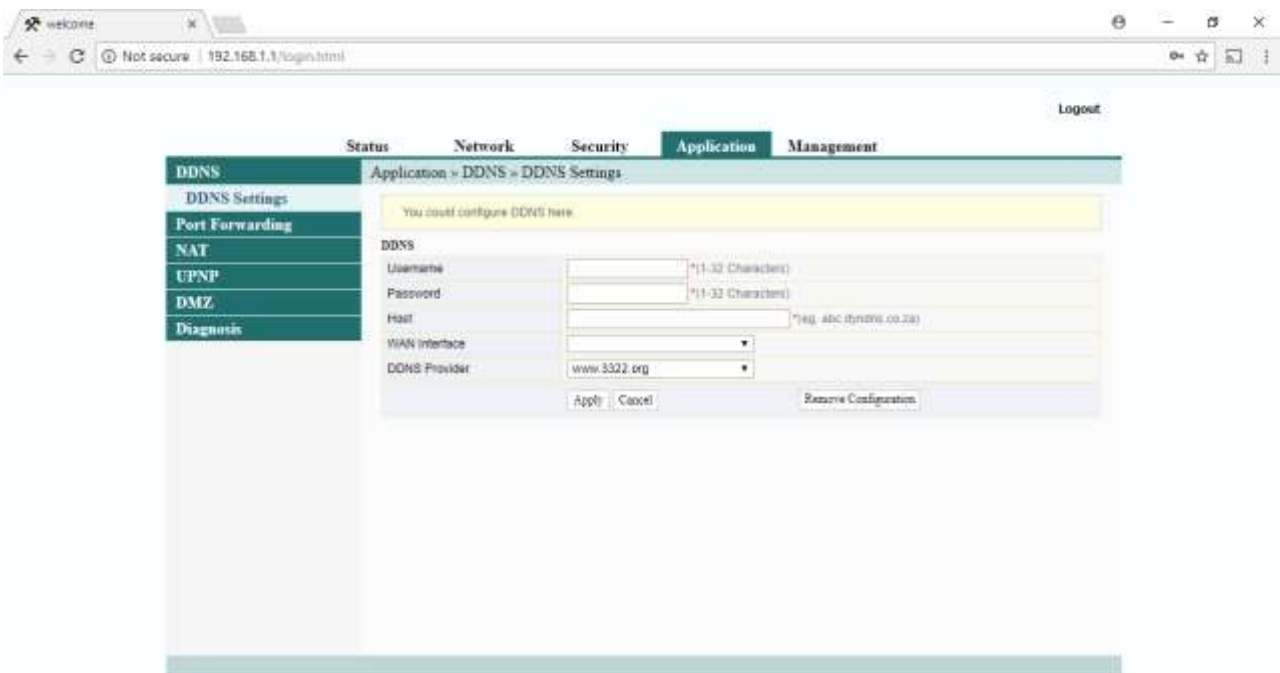 welcome
Not secure 192.168.1.1/login.html
Logout
Status Network Security Application Management
DDNS Application » DDNS » DDNS Settings
DDNS Settings
You could configure DDNS here.
Port Forwarding
NAT
UPNP
DMZ
Diagnosis
DDNS
Username *(1-32 Characters)
Password *(1-32 Characters)
Host *(eg. abc.dyndns.co.za)
WAN Interface
DDNS Provider www.3322.org
Apply Cancel Remove Configuration